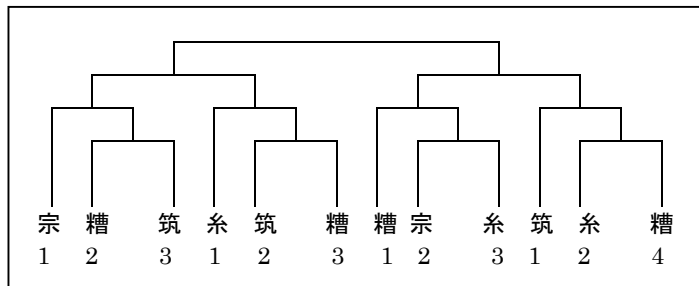 宗 糟 筑 糸 筑 糟 糟 宗 糸 筑 糸 糟
1 2 3 1 2 3 1 2 3 1 2 4